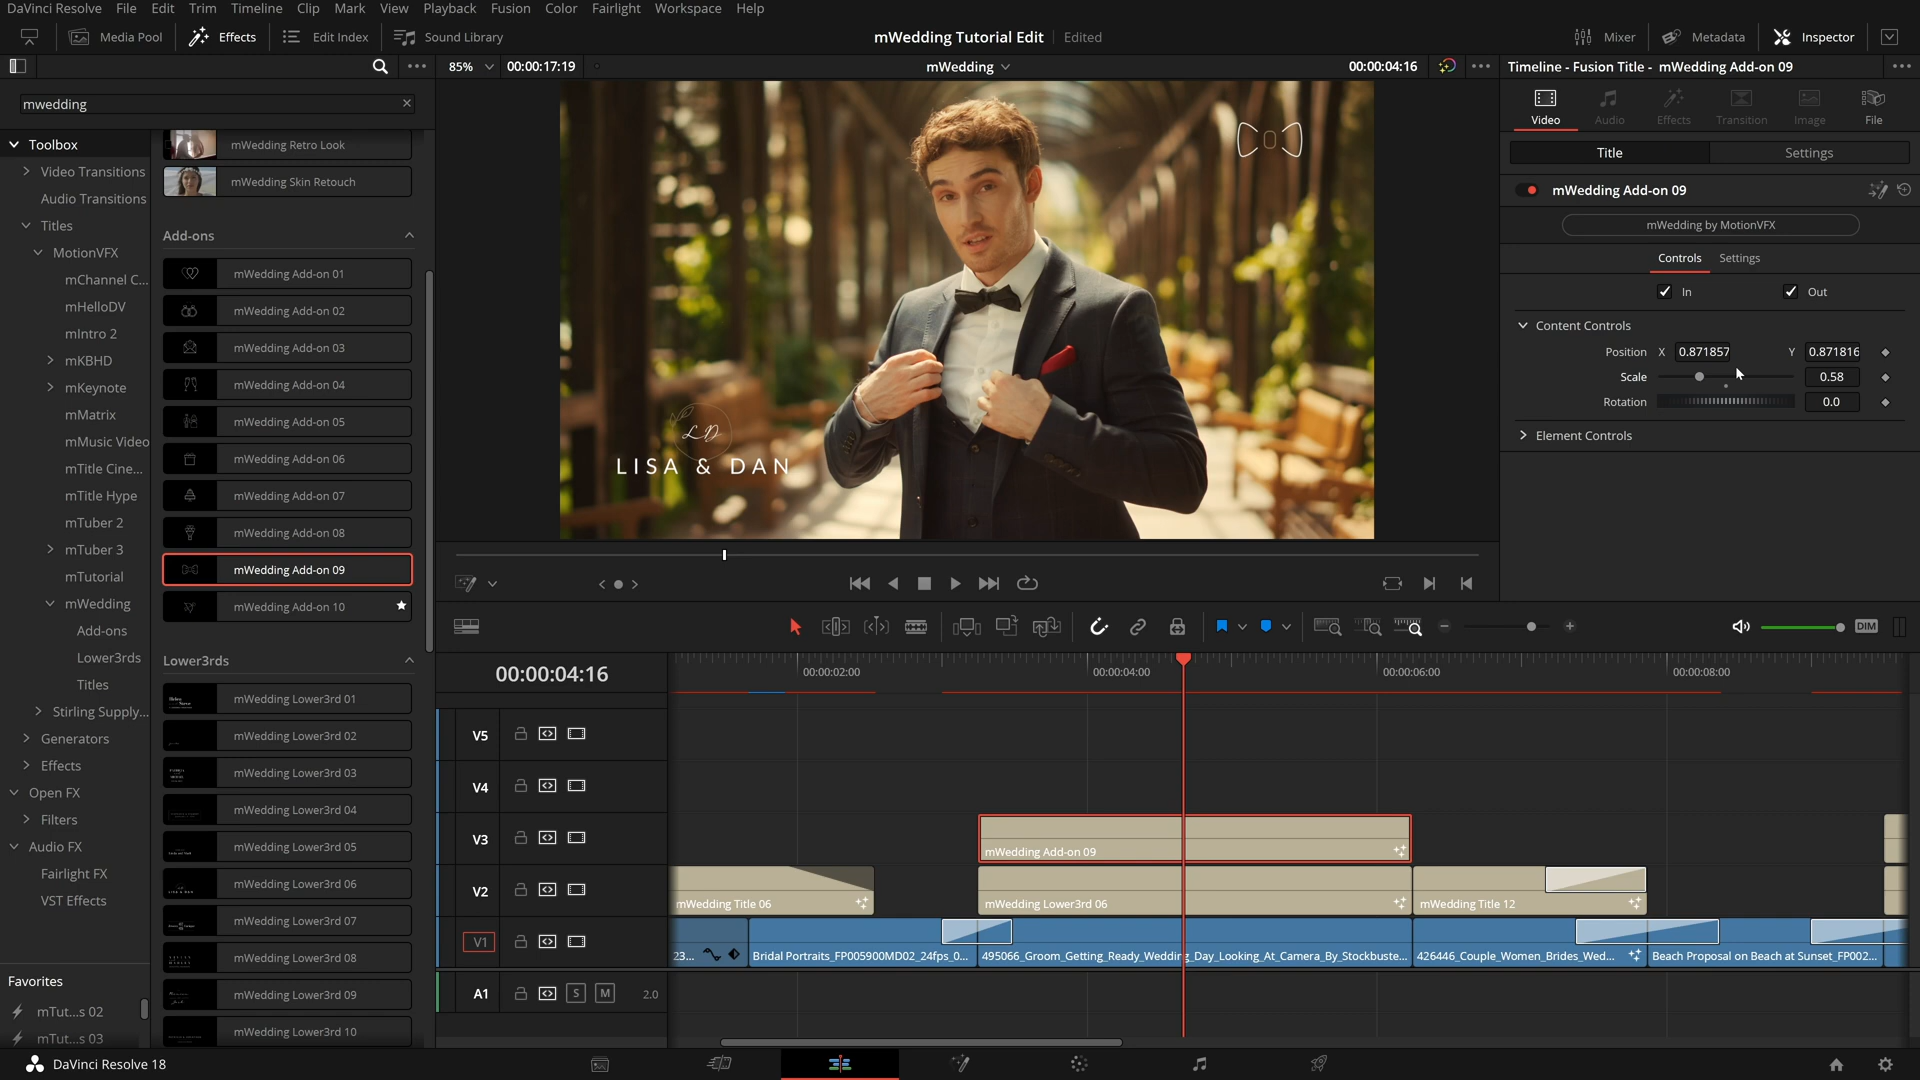 DaVinci Resolve File Edit Trim Timeline Clip Mark View Playback Fusion Color Fairlight Workspace Help
Media Pool Effects Edit Index Sound Library mWedding Tutorial Edit Edited Mixer Metadata Inspector
85% 00:00:17:19 mWedding 00:00:04:16 Timeline - Fusion Title - mWedding Add-on 09
mwedding
Toolbox
Video Transitions
Audio Transitions
Titles
MotionVFX
mChannel C...
mHelloDV
mIntro 2
mKBHD
mKeynote
mMatrix
mMusic Video
mTitle Cine...
mTitle Hype
mTuber 2
mTuber 3
mTutorial
mWedding
Add-ons
Lower3rds
Titles
Stirling Supply...
Generators
Effects
Open FX
Filters
Audio FX
Fairlight FX
VST Effects
Favorites
mTut...s 02
mTut...s 03
mWedding Retro Look
mWedding Skin Retouch
Add-ons
mWedding Add-on 01
mWedding Add-on 02
mWedding Add-on 03
mWedding Add-on 04
mWedding Add-on 05
mWedding Add-on 06
mWedding Add-on 07
mWedding Add-on 08
mWedding Add-on 09
mWedding Add-on 10
Lower3rds
mWedding Lower3rd 01
mWedding Lower3rd 02
mWedding Lower3rd 03
mWedding Lower3rd 04
mWedding Lower3rd 05
mWedding Lower3rd 06
mWedding Lower3rd 07
mWedding Lower3rd 08
mWedding Lower3rd 09
mWedding Lower3rd 10
LD
LISA & DAN
Video Audio Effects Transition Image File
Title Settings
mWedding Add-on 09
mWedding by MotionVFX
Controls Settings
In Out
Content Controls
Position X 0.871857 Y 0.871816
Scale 0.58
Rotation 0.0
Element Controls
DIM
00:00:04:16 00:00:02:00 00:00:04:00 00:00:06:00 00:00:08:00
V5
V4
V3 mWedding Add-on 09
V2 mWedding Title 06 mWedding Lower3rd 06 mWedding Title 12
V1 23... Bridal Portraits_FP005900MD02_24fps_0... 495066_Groom_Getting_Ready_Wedding_Day_Looking_At_Camera_By_Stockbuste... 426446_Couple_Women_Brides_Wed... Beach Proposal on Beach at Sunset_FP002...
A1 S M 2.0
DaVinci Resolve 18